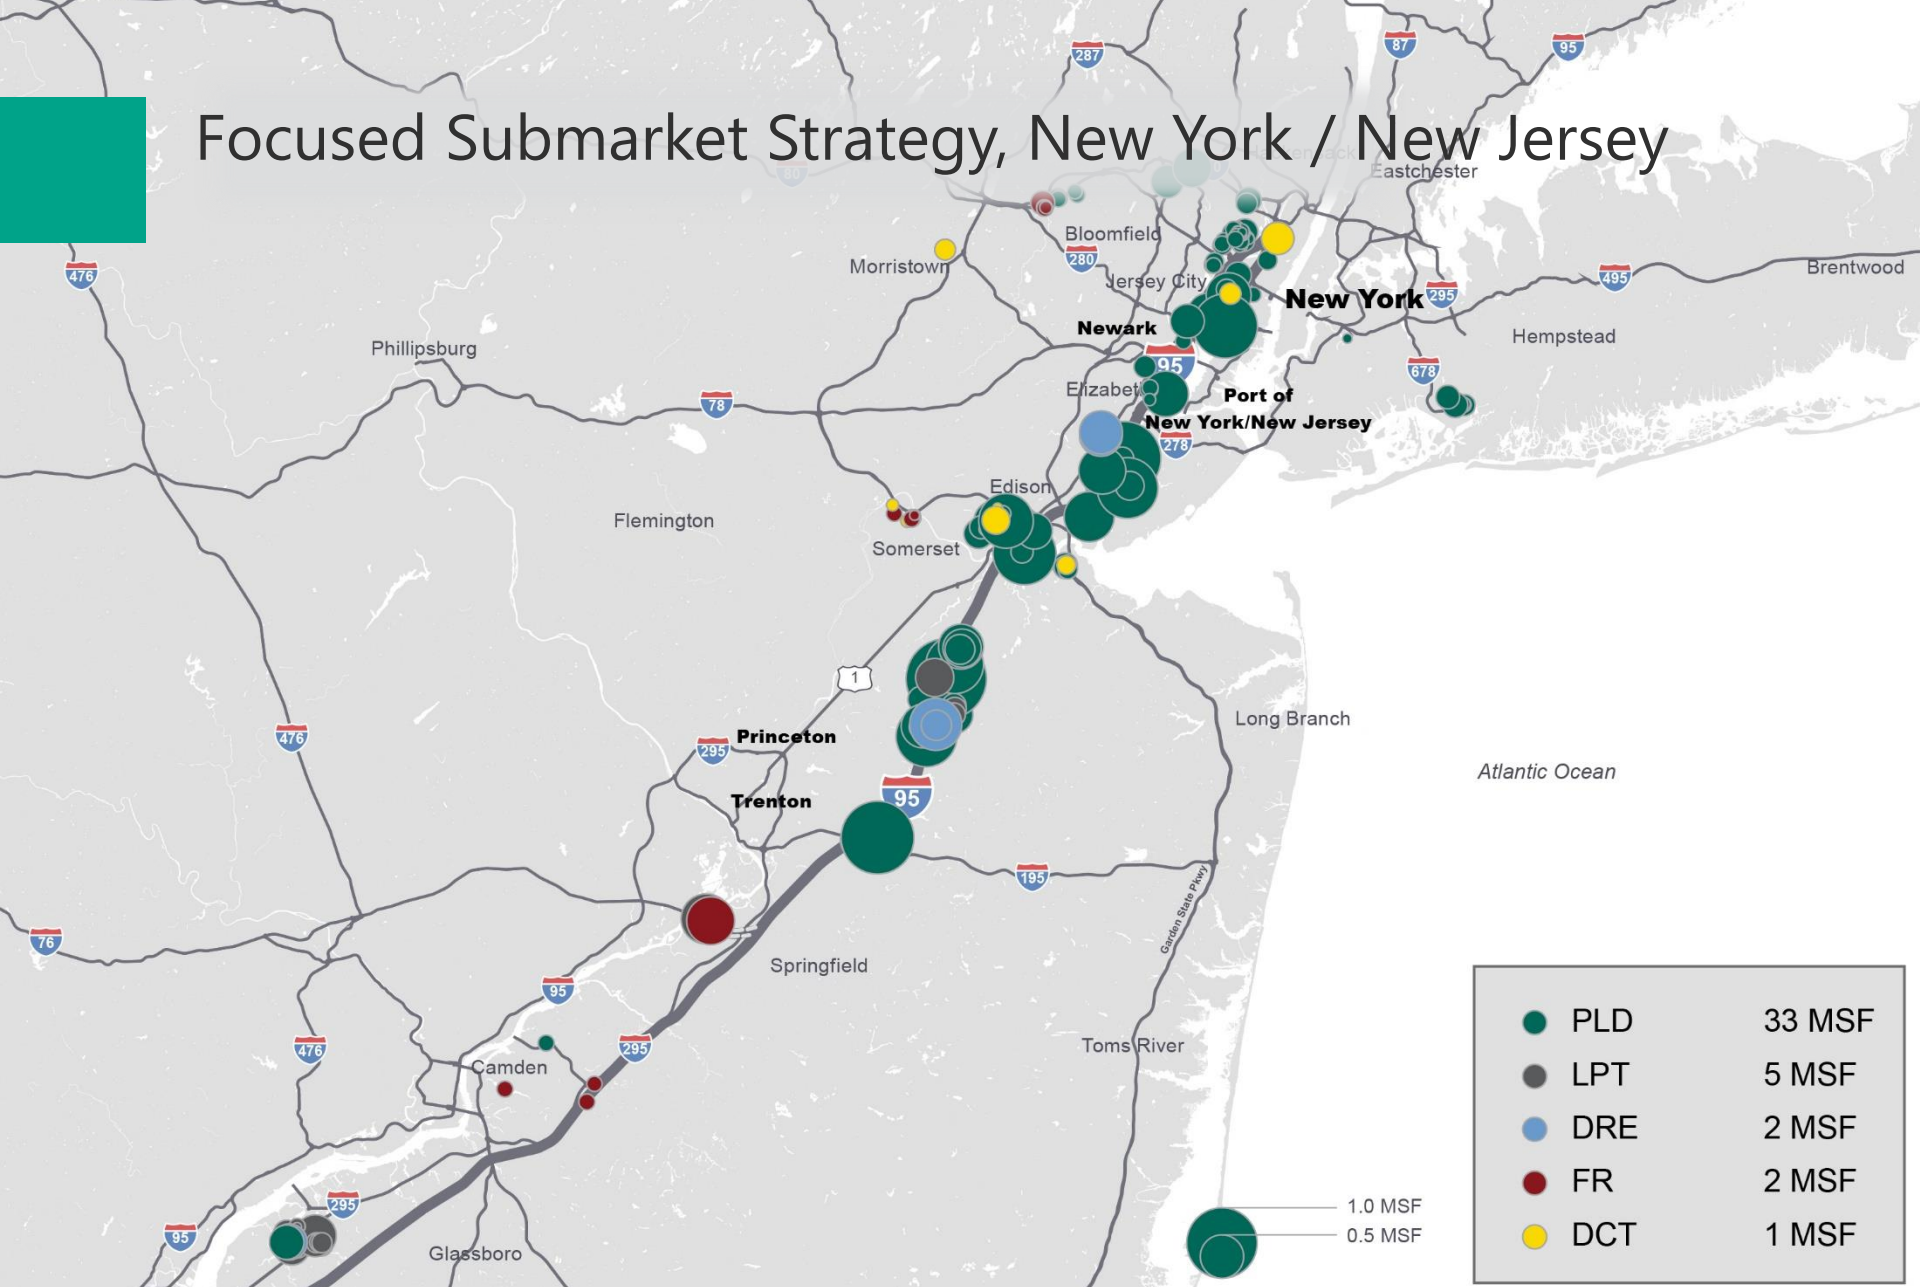 287
87
95
Focused Submarket Strategy, New York / New Jersey
80
Hackensack
Eastchester
Bloomfield
280
Morristown
476
Jersey City
495
Brentwood
295
New York
Newark
Hempstead
Phillipsburg
95
678
78
Elizabeth
Port of
New York/New Jersey
278
Edison
Flemington
Somerset
1
Long Branch
476
295
Princeton
Atlantic Ocean
95
Trenton
195
Garden State Pkwy
76
Springfield
95
476
295
Toms River
Camden
295
95
Glassboro
1.0 MSF
0.5 MSF
PLD 33 MSF
LPT 5 MSF
DRE 2 MSF
FR 2 MSF
DCT 1 MSF